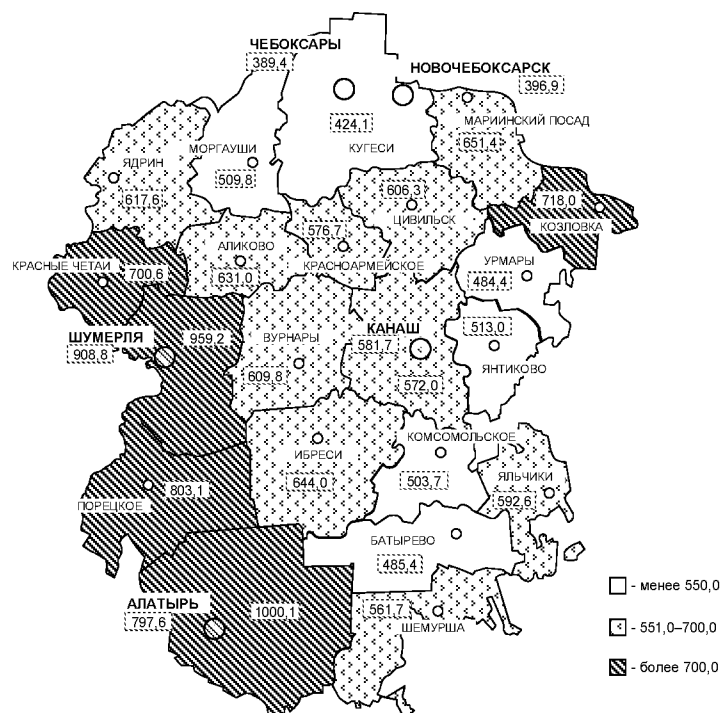 ЧЕБОКСАРЫ
389,4
НОВОЧЕБОКСАРСК
396,9
424,1
КУГЕСИ
МАРИИНСКИЙ ПОСАД
651,4
МОРГАУШИ
509,8
ЯДРИН
617,6
606,3
ЦИВИЛЬСК
718,0
КОЗЛОВКА
576,7
КРАСНОАРМЕЙСКОЕ
АЛИКОВО
631,0
КРАСНЫЕ ЧЕТАИ
700,6
УРМАРЫ
484,4
ШУМЕРЛЯ
908,8
959,2
ВУРНАРЫ
609,8
КАНАШ
581,7
572,0
513,0
ЯНТИКОВО
КОМСОМОЛЬСКОЕ
503,7
ИБРЕСИ
644,0
ЯЛЬЧИКИ
592,6
ПОРЕЦКОЕ
803,1
БАТЫРЕВО
485,4
АЛАТЫРЬ
797,6
1000,1
561,7
ШЕМУРША
- менее 550,0
- 551,0–700,0
- более 700,0